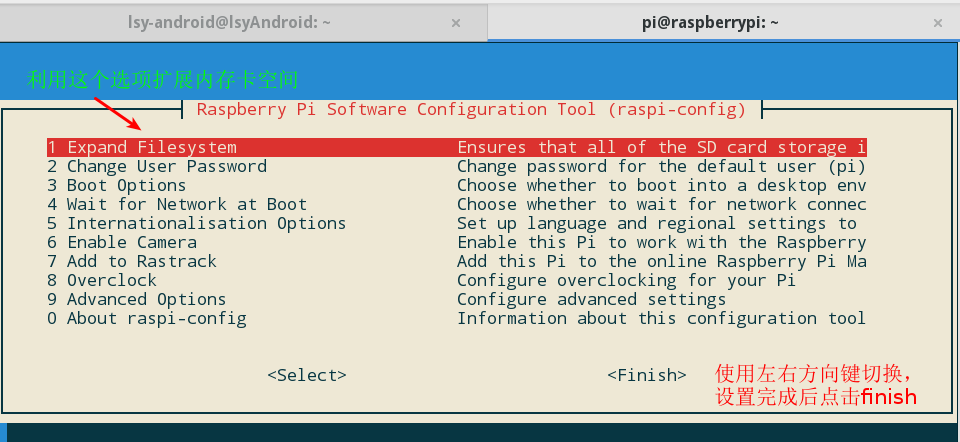 lsy-android@lsyAndroid: ~ × pi@raspberrypi: ~ ×
利用这个选项扩展内存卡空间
Raspberry Pi Software Configuration Tool (raspi-config)
1 Expand Filesystem Ensures that all of the SD card storage i
2 Change User Password Change password for the default user (pi)
3 Boot Options Choose whether to boot into a desktop env
4 Wait for Network at Boot Choose whether to wait for network connec
5 Internationalisation Options Set up language and regional settings to
6 Enable Camera Enable this Pi to work with the Raspberry
7 Add to Rastrack Add this Pi to the online Raspberry Pi Ma
8 Overclock Configure overclocking for your Pi
9 Advanced Options Configure advanced settings
0 About raspi-config Information about this configuration tool
<Select> <Finish>
使用左右方向键切换，
设置完成后点击finish